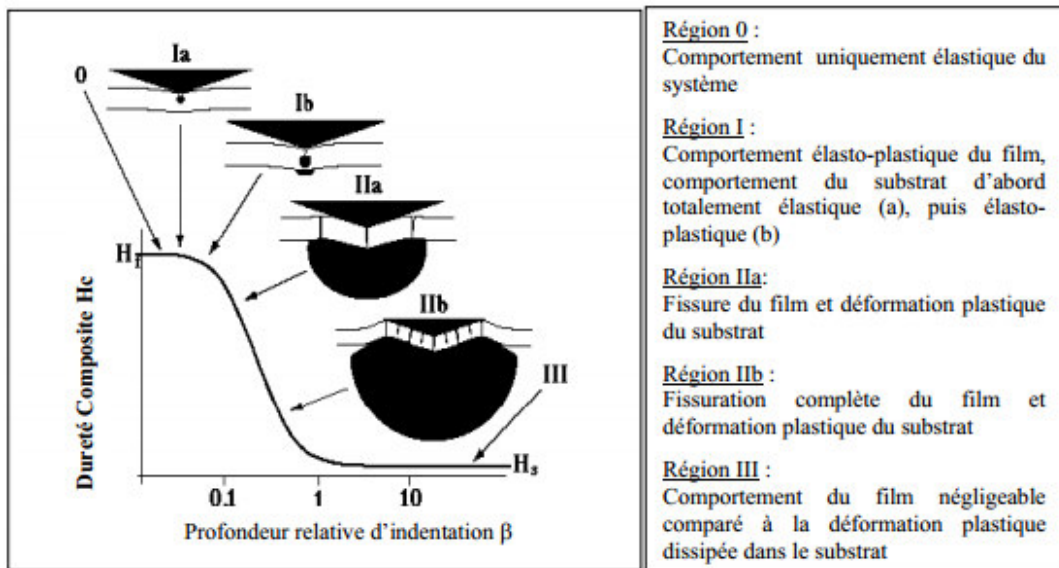 Ia
0
Ib
IIa
Hf
IIb
III
Hs
Dureté Composite Hc
0.1 1 10
Profondeur relative d'indentation β
Région 0 :
Comportement uniquement élastique du
système
Région I :
Comportement élasto-plastique du film,
comportement du substrat d'abord
totalement élastique (a), puis élasto-
plastique (b)
Région IIa:
Fissure du film et déformation plastique
du substrat
Région IIb :
Fissuration complète du film et
déformation plastique du substrat
Région III :
Comportement du film négligeable
comparé à la déformation plastique
dissipée dans le substrat